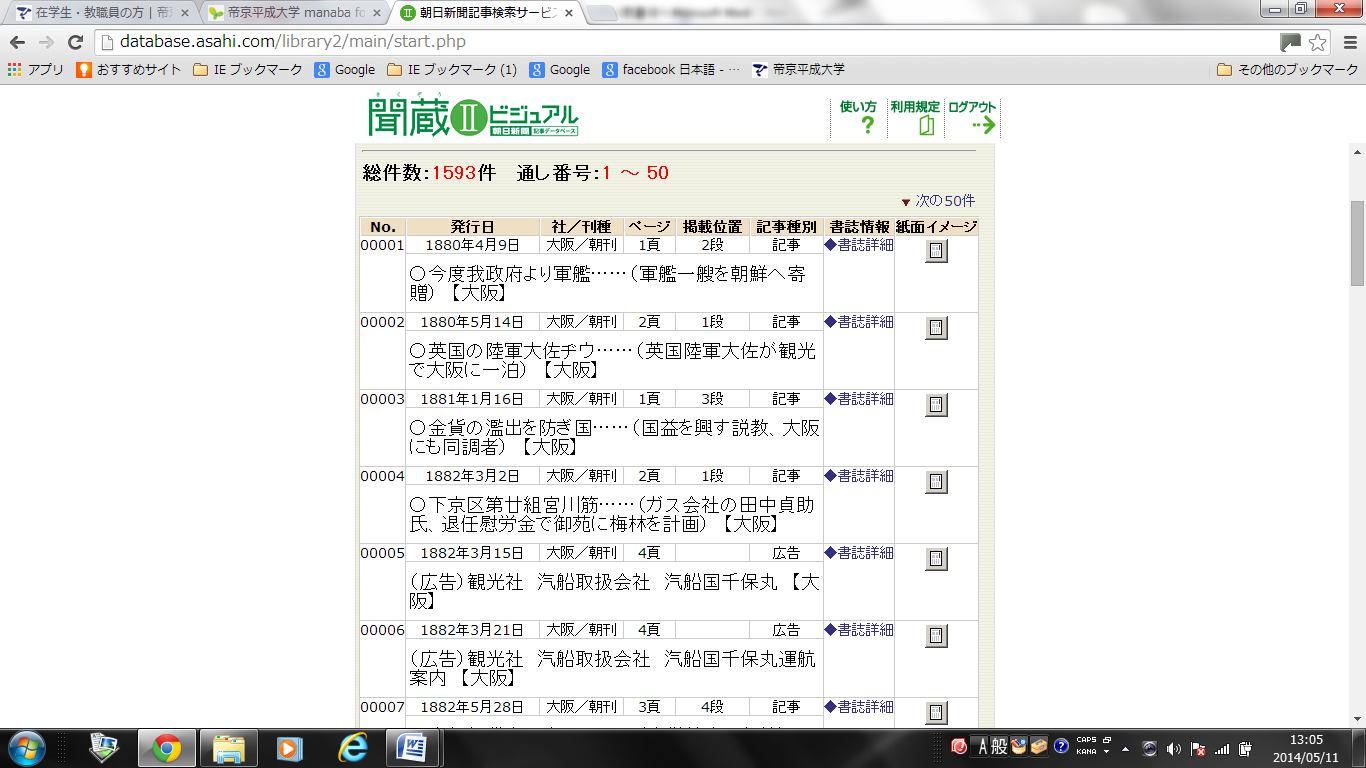 在学生・教職員の方｜帝京
帝京平成大学 manaba fo
朝日新聞記事検索サービス
database.asahi.com/library2/main/start.php
アプリ おすすめサイト IE ブックマーク Google IE ブックマーク (1) Google facebook 日本語 - … 帝京平成大学 その他のブックマーク
きくぞう
聞蔵Ⅱビジュアル
朝日新聞 記事データベース
使い方 利用規定 ログアウト
総件数:1593件 通し番号:1 ～ 50
次の50件
No. 発行日 社／刊種 ページ 掲載位置 記事種別 書誌情報 紙面イメージ
00001 1880年4月9日 大阪／朝刊 1頁 2段 記事 ◆書誌詳細
○今度我政府より軍艦……（軍艦一艘を朝鮮へ寄
贈） 【大阪】
00002 1880年5月14日 大阪／朝刊 2頁 1段 記事 ◆書誌詳細
○英国の陸軍大佐ヂウ……（英国陸軍大佐が観光
で大阪に一泊） 【大阪】
00003 1881年1月16日 大阪／朝刊 1頁 3段 記事 ◆書誌詳細
○金貨の濫出を防ぎ国……（国益を興す説教、大阪
にも同調者） 【大阪】
00004 1882年3月2日 大阪／朝刊 2頁 1段 記事 ◆書誌詳細
○下京区第廿組宮川筋……（ガス会社の田中貞助
氏、退任慰労金で御苑に梅林を計画） 【大阪】
00005 1882年3月15日 大阪／朝刊 4頁 広告 ◆書誌詳細
（広告）観光社 汽船取扱会社 汽船国千保丸 【大
阪】
00006 1882年3月21日 大阪／朝刊 4頁 広告 ◆書誌詳細
（広告）観光社 汽船取扱会社 汽船国千保丸運航
案内 【大阪】
00007 1882年5月28日 大阪／朝刊 3頁 4段 記事 ◆書誌詳細
A 般 CAPS KANA
13:05
2014/05/11